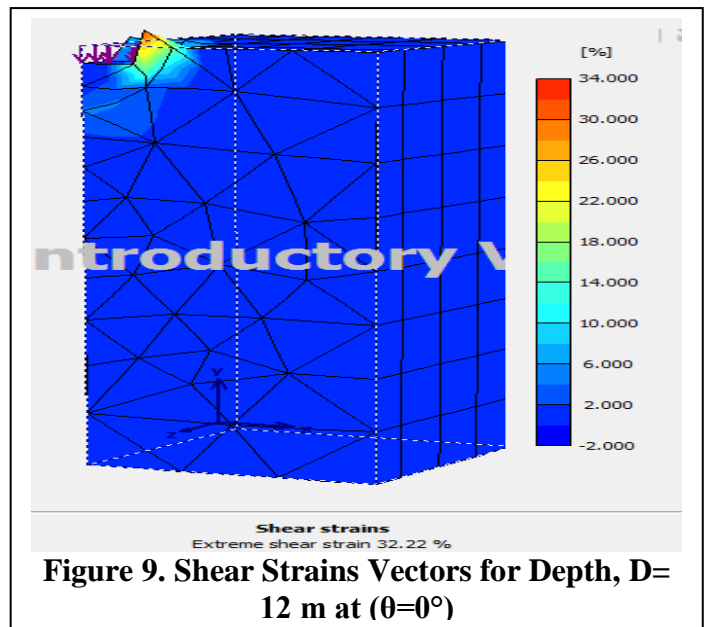 [%]
34.000
30.000
26.000
22.000
18.000
14.000
10.000
6.000
2.000
-2.000
ntroductory V
Y
Z
X
Shear strains
Extreme shear strain 32.22 %
Figure 9. Shear Strains Vectors for Depth, D=
12 m at (θ=0°)